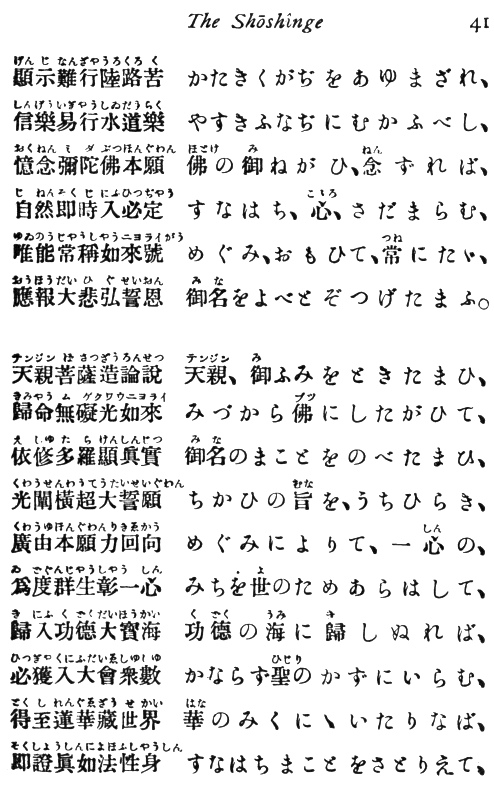 The Shōshînge 41
顯示難行陸路苦 かたきくがぢをあゆまざれ、
信樂易行水道樂 やすきふなぢにむかふべし、
憶念彌陀佛本願 佛の御ねがひ、念ずれば、
自然即時入必定 すなはち、心、さだまらむ、
唯能常稱如來號 めぐみ、おもひて、常にたゞ、
應報大悲弘誓恩 御名をよべとぞつげたまふ。
天親菩薩造論說 天親、御ふみをときたまひ、
歸命無礙光如來 みづから佛にしたがひて、
依修多羅顯眞實 御名のまことをのべたまひ、
光闡橫超大誓願 ちかひの旨を、うちひらき、
廣由本願力回向 めぐみによりて、一心の、
爲度群生彰一心 みちを世のためあらはして、
歸入功德大寶海 功德の海に歸しぬれば、
必獲入大會衆數 かならず聖のかずにいらむ、
得至蓮華藏世界 華のみくにゝいたりなば、
即證眞如法性身 すなはちまことをさとりえて、